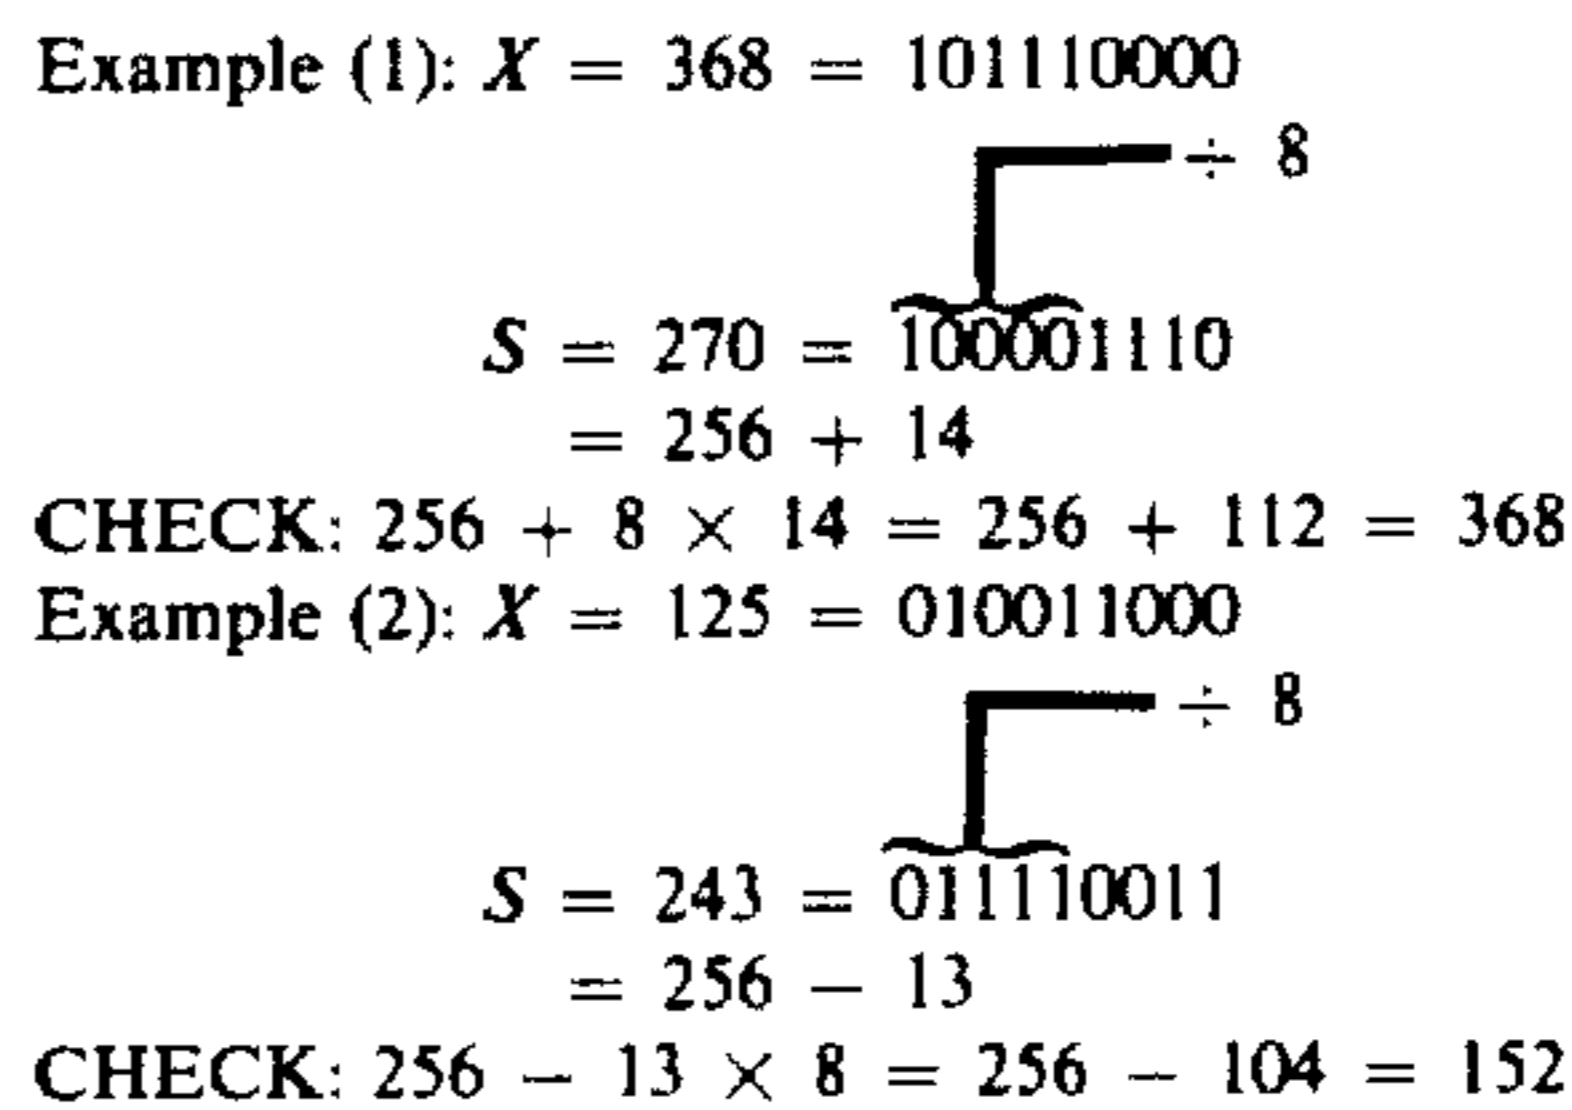 Example (1): X = 368 = 101110000
÷ 8
S = 270 = 100001110
= 256 + 14
CHECK: 256 + 8 × 14 = 256 + 112 = 368
Example (2): X = 125 = 010011000
÷ 8
S = 243 = 011110011
= 256 − 13
CHECK: 256 − 13 × 8 = 256 − 104 = 152